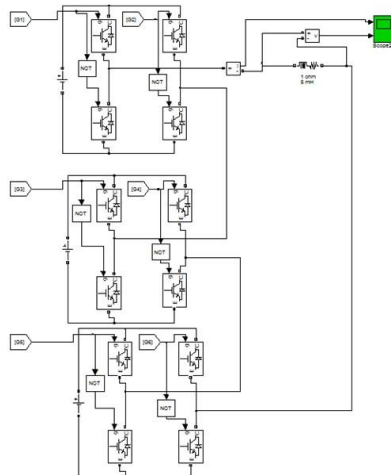 [G1]
[G2]
NOT
NOT
Scope2
1 ohm
5 mH
[G3]
[G4]
NOT
NOT
[G5]
[G6]
NOT
NOT